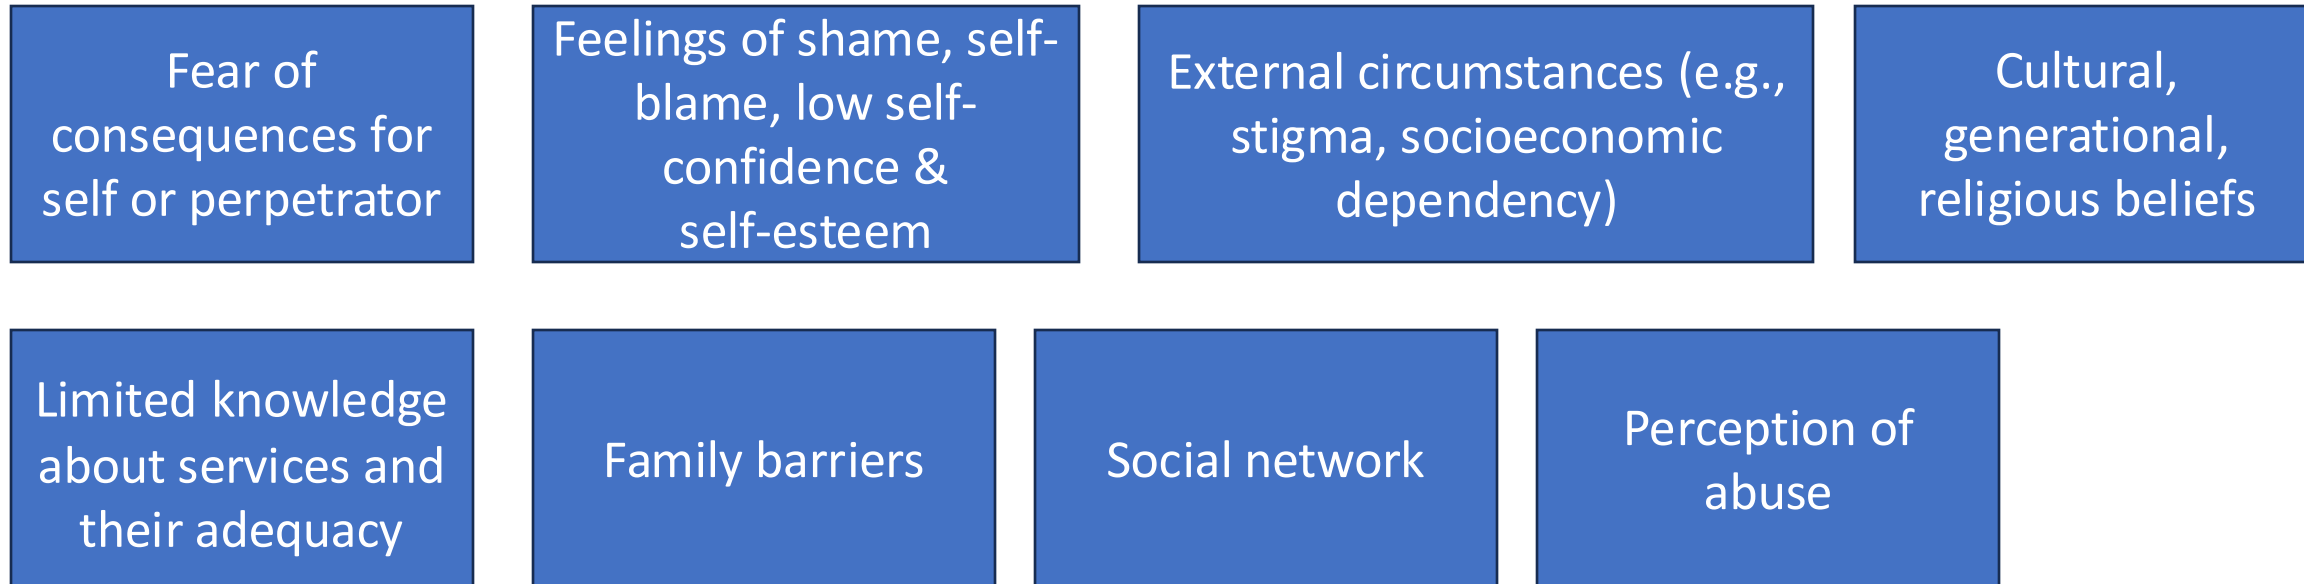 Fear of
consequences for
self or perpetrator
Feelings of shame, self-
blame, low self-
confidence &
self-esteem
External circumstances (e.g.,
stigma, socioeconomic
dependency)
Cultural,
generational,
religious beliefs
Limited knowledge
about services and
their adequacy
Family barriers
Social network
Perception of
abuse